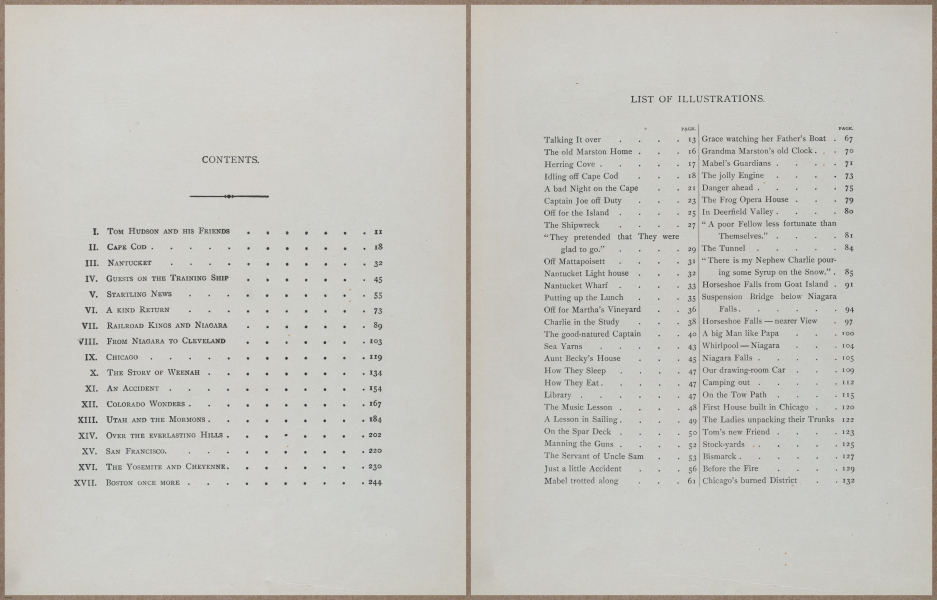 CONTENTS.
I. Tom Hudson and his Friends . . . . . . . 11
II. Cape Cod . . . . . . . . . . 18
III. Nantucket . . . . . . . . . 32
IV. Guests on the Training Ship . . . . . . . 45
V. Startling News . . . . . . . . 55
VI. A kind Return . . . . . . . . 73
VII. Railroad Kings and Niagara . . . . . . . 89
VIII. From Niagara to Cleveland . . . . . . . 103
IX. Chicago . . . . . . . . . 119
X. The Story of Weenah . . . . . . . 134
XI. An Accident . . . . . . . . 154
XII. Colorado Wonders . . . . . . . . 167
XIII. Utah and the Mormons . . . . . . . 184
XIV. Over the everlasting Hills . . . . . . . 202
XV. San Francisco. . . . . . . . . 220
XVI. The Yosemite and Cheyenne. . . . . . . 230
XVII. Boston once more . . . . . . . . 244
LIST OF ILLUSTRATIONS.
PAGE.
Talking It over . . . . 13
The old Marston Home . . . 16
Herring Cove . . . . . 17
Idling off Cape Cod . . . 18
A bad Night on the Cape . . 21
Captain Joe off Duty . . . 23
Off for the Island . . . . 25
The Shipwreck . . . . 27
"They pretended that They were
glad to go." . . . . 29
Off Mattapoisett . . . . 31
Nantucket Light house . . . 32
Nantucket Wharf . . . . 33
Putting up the Lunch . . . 35
Off for Martha's Vineyard . . 36
Charlie in the Study . . . 38
The good-natured Captain . . 40
Sea Yarns . . . . . 43
Aunt Becky's House . . . 45
How They Sleep . . . . 47
How They Eat . . . . . 47
Library . . . . . 47
The Music Lesson . . . . 48
A Lesson in Sailing . . . . 49
On the Spar Deck . . . . 50
Manning the Guns . . . . 52
The Servant of Uncle Sam . . 53
Just a little Accident . . . 56
Mabel trotted along . . . 61
PAGE.
Grace watching her Father's Boat . 67
Grandma Marston's old Clock . . . 70
Mabel's Guardians . . . . 71
The jolly Engine . . . . 73
Danger ahead . . . . . 75
The Frog Opera House . . . 79
In Deerfield Valley . . . . 80
"A poor Fellow less fortunate than
Themselves." . . . . 81
The Tunnel . . . . . 84
"There is my Nephew Charlie pour-
ing some Syrup on the Snow." . 85
Horseshoe Falls from Goat Island . 91
Suspension Bridge below Niagara
Falls . . . . . 94
Horseshoe Falls — nearer View . 97
A big Man like Papa . . . 100
Whirlpool — Niagara . . . 104
Niagara Falls . . . . . 105
Our drawing-room Car . . . 109
Camping out . . . . . 112
On the Tow Path . . . . 115
First House built in Chicago . . 120
The Ladies unpacking their Trunks 122
Tom's new Friend . . . . 123
Stock-yards . . . . . 125
Bismarck . . . . . . 127
Before the Fire . . . . 129
Chicago's burned District . . 132